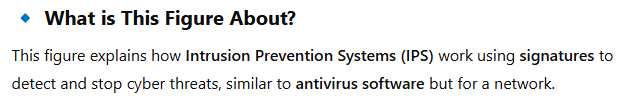 What is This Figure About?
This figure explains how Intrusion Prevention Systems (IPS) work using signatures to
detect and stop cyber threats, similar to antivirus software but for a network.